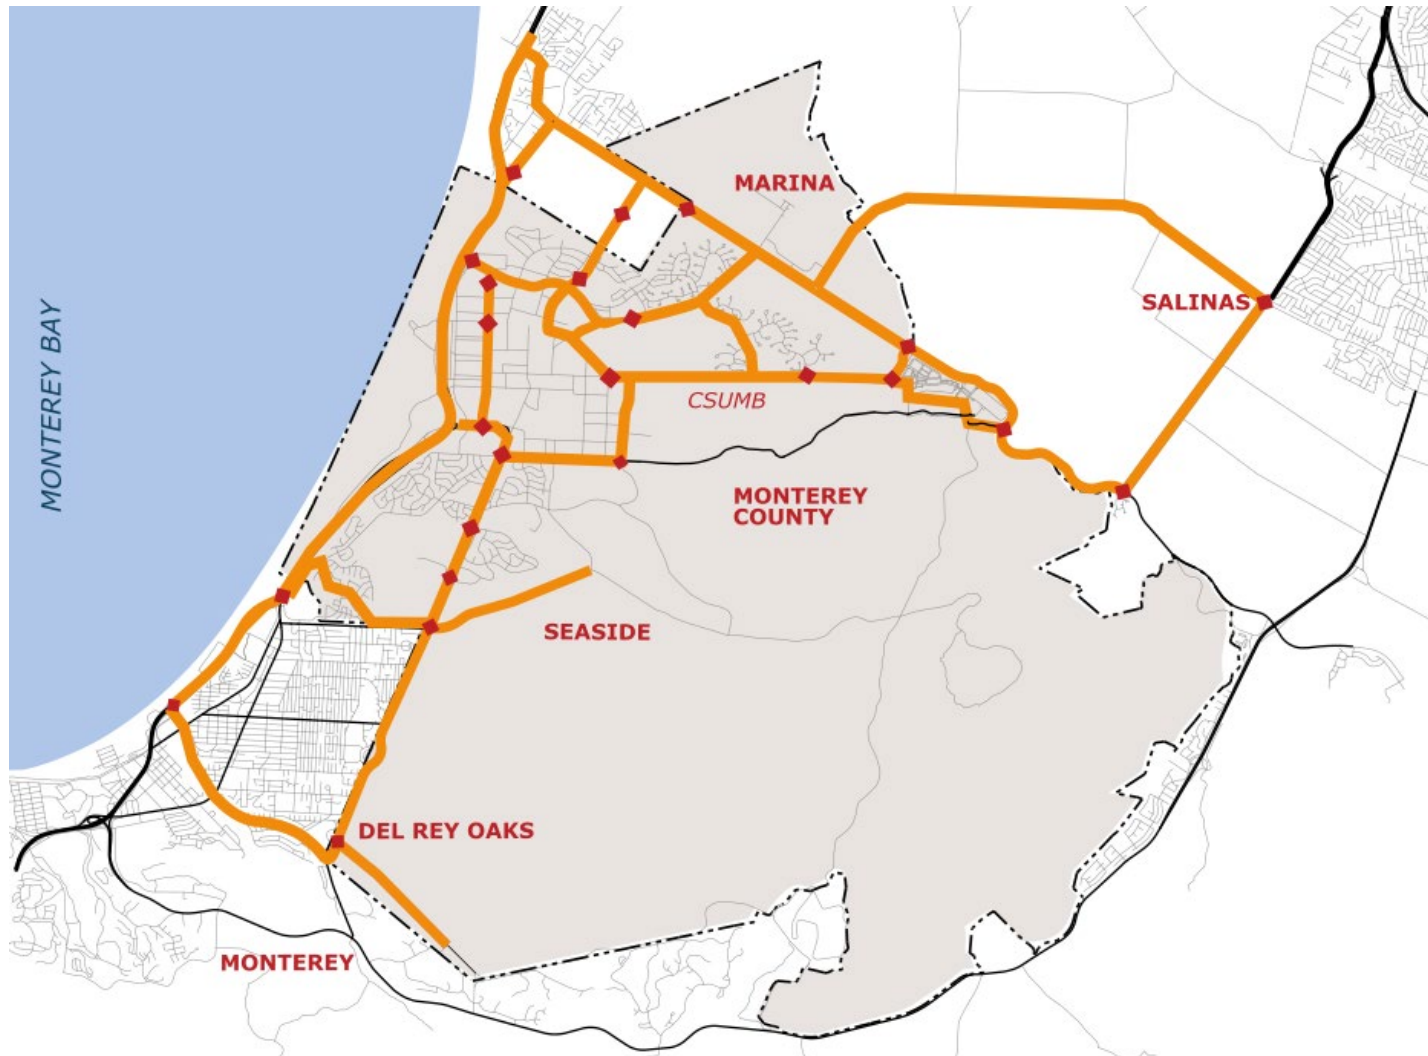 MARINA
SALINAS
MONTEREY BAY
CSUMB
MONTEREY
COUNTY
SEASIDE
DEL REY OAKS
MONTEREY